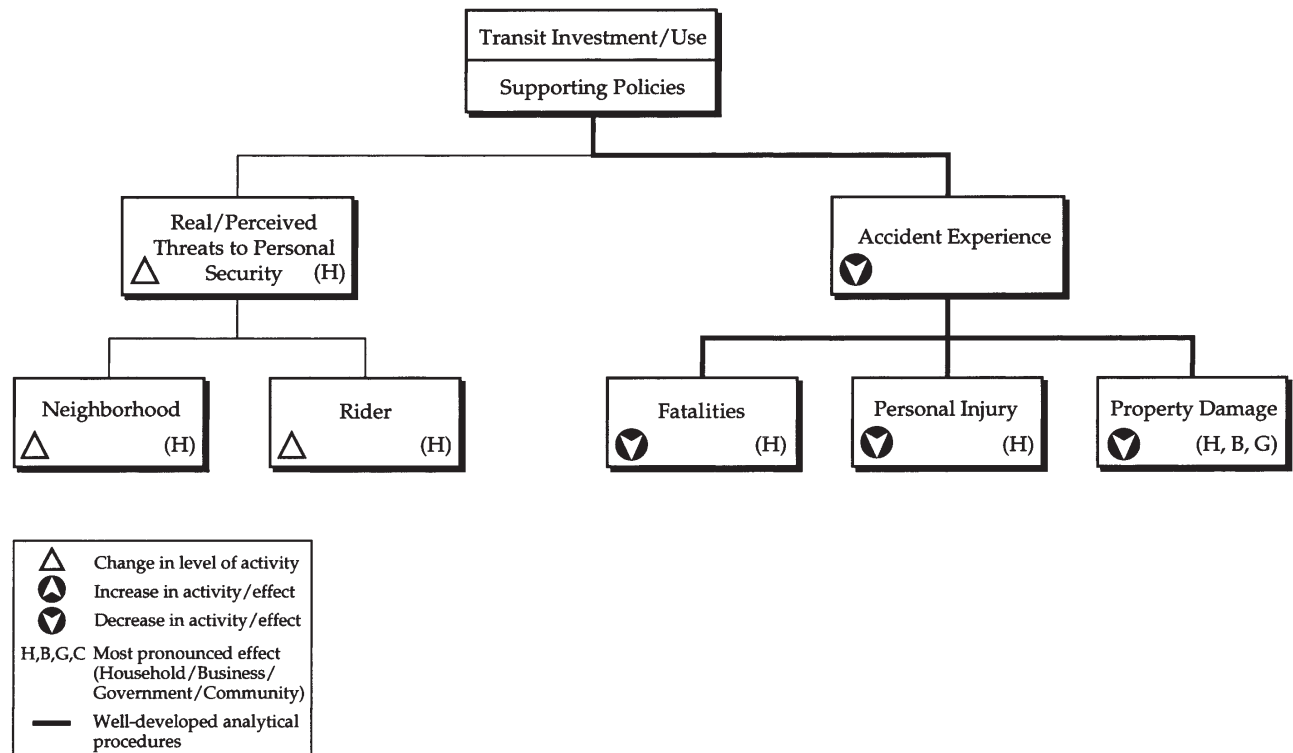 Transit Investment/Use
Supporting Policies
Real/Perceived
Threats to Personal
Security (H)
Accident Experience
Neighborhood
(H)
Rider
(H)
Fatalities
(H)
Personal Injury
(H)
Property Damage
(H, B, G)
Change in level of activity
Increase in activity/effect
Decrease in activity/effect
H,B,G,C Most pronounced effect
(Household/Business/
Government/Community)
Well-developed analytical
procedures